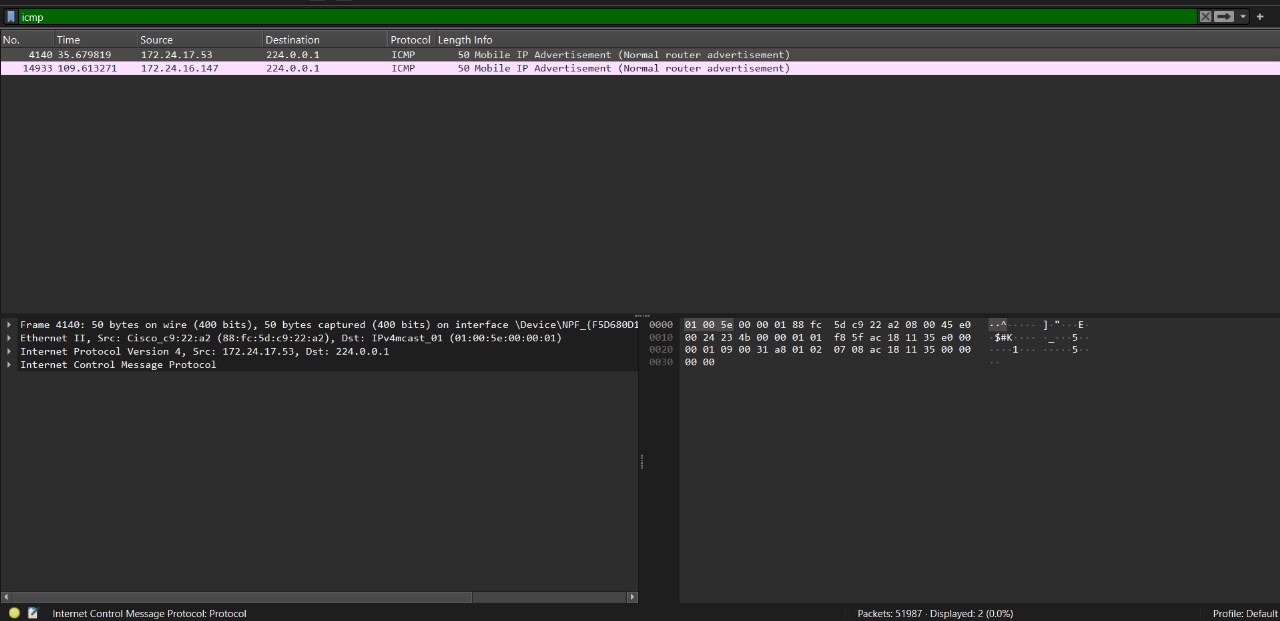 icmp
No. Time Source Destination Protocol Length Info
4140 35.679819 172.24.17.53 224.0.0.1 ICMP 50 Mobile IP Advertisement (Normal router advertisement)
14933 109.613271 172.24.16.147 224.0.0.1 ICMP 50 Mobile IP Advertisement (Normal router advertisement)
Frame 4140: 50 bytes on wire (400 bits), 50 bytes captured (400 bits) on interface \Device\NPF_{F5D680D1
Ethernet II, Src: Cisco_c9:22:a2 (88:fc:5d:c9:22:a2), Dst: IPv4mcast_01 (01:00:5e:00:00:01)
Internet Protocol Version 4, Src: 172.24.17.53, Dst: 224.0.0.1
Internet Control Message Protocol
0000 01 00 5e 00 00 01 88 fc 5d c9 22 a2 08 00 45 e0 ··^····· ]·"···E·
0010 00 24 23 4b 00 00 01 01 f8 5f ac 18 11 35 e0 00 ·$#K···· ·_···5··
0020 00 01 09 00 31 a8 01 02 07 08 ac 18 11 35 00 00 ····1··· ·····5··
0030 00 00 ··
Internet Control Message Protocol: Protocol
Packets: 51987 · Displayed: 2 (0.0%)
Profile: Default